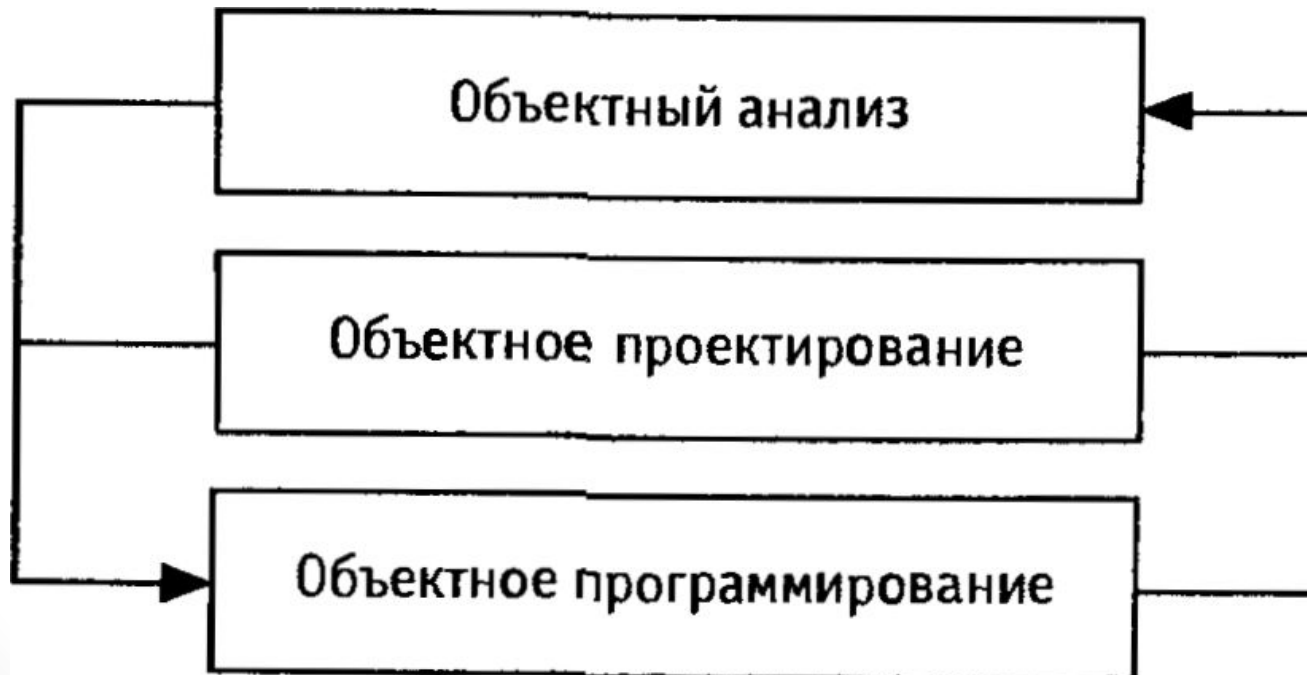 Объектный анализ
Объектное проектирование
Объектное программирование